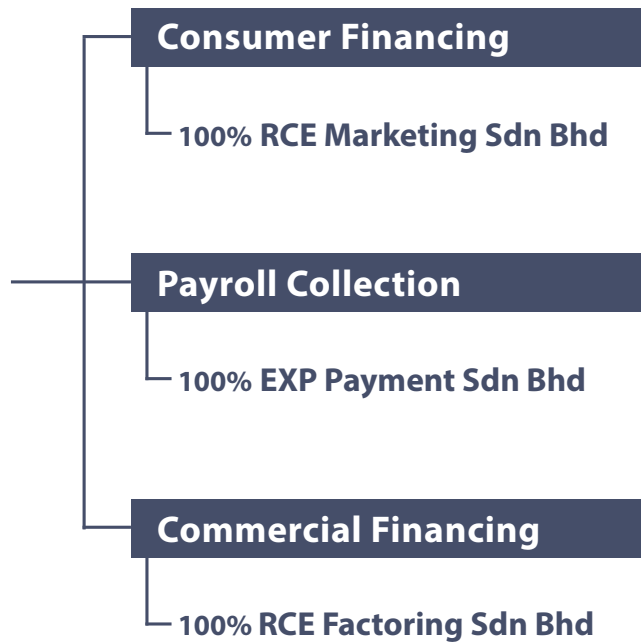 Consumer Financing
100% RCE Marketing Sdn Bhd
Payroll Collection
100% EXP Payment Sdn Bhd
Commercial Financing
100% RCE Factoring Sdn Bhd